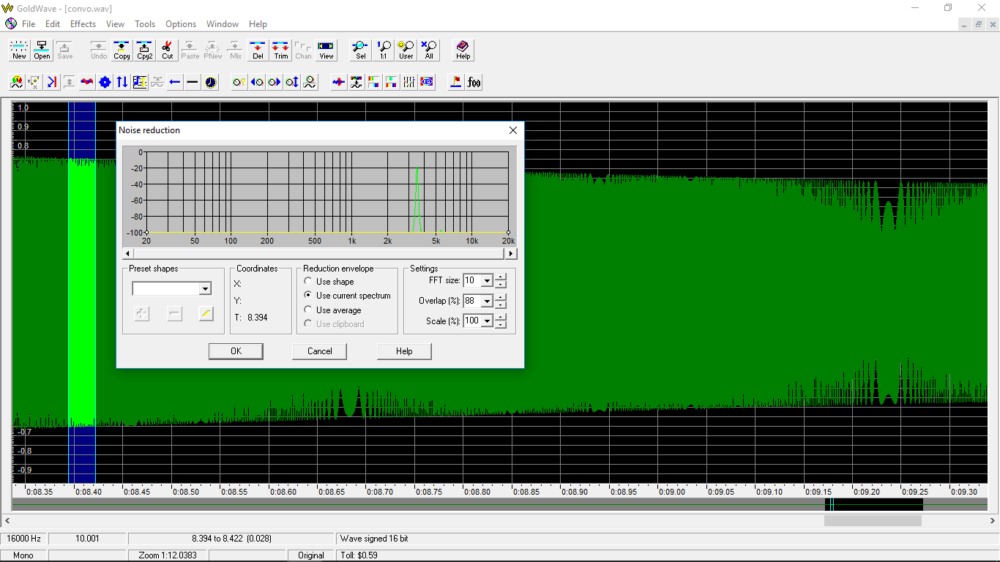 GoldWave - [convo.wav]
File Edit Effects View Tools Options Window Help
New Open Save Undo Copy Cpy2 Cut Paste PNew Mix Del Trim Chan View Sel 1:1 User All Help
f(x)
1.0
0.9
0.8
Noise reduction
0
-20
-40
-60
-80
-100
20 50 100 200 500 1k 2k 5k 10k 20k
Preset shapes
Coordinates
X:
Y:
T: 8.394
Reduction envelope
Use shape
Use current spectrum
Use average
Use clipboard
Settings
FFT size: 10
Overlap (%): 88
Scale (%): 100
OK Cancel Help
-0.7
-0.8
-0.9
0:08.35 0:08.40 0:08.45 0:08.50 0:08.55 0:08.60 0:08.65 0:08.70 0:08.75 0:08.80 0:08.85 0:08.90 0:08.95 0:09.00 0:09.05 0:09.10 0:09.15 0:09.20 0:09.25 0:09.30
16000 Hz 10.001 8.394 to 8.422 (0.028) Wave signed 16 bit
Mono Zoom 1:12.0383 Original Toll: $0.59